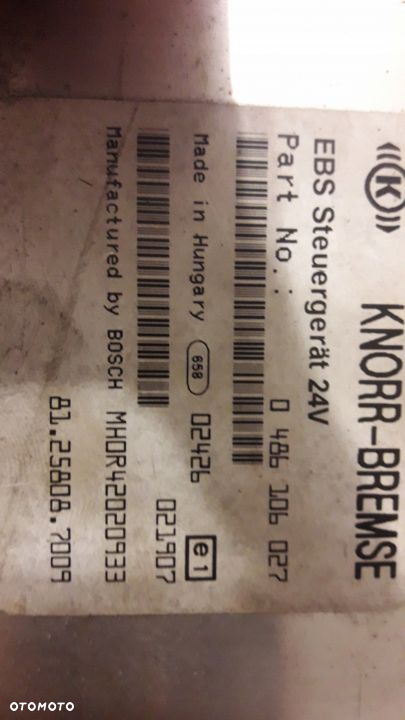 ((K)) KNORR-BREMSE
EBS Steuergerät 24V
Part No.: 0 486 106 027
Made in Hungary 658 02426 e1
021907
Manufactured by BOSCH MHOR42020933
81.25808.7009
OTOMOTO